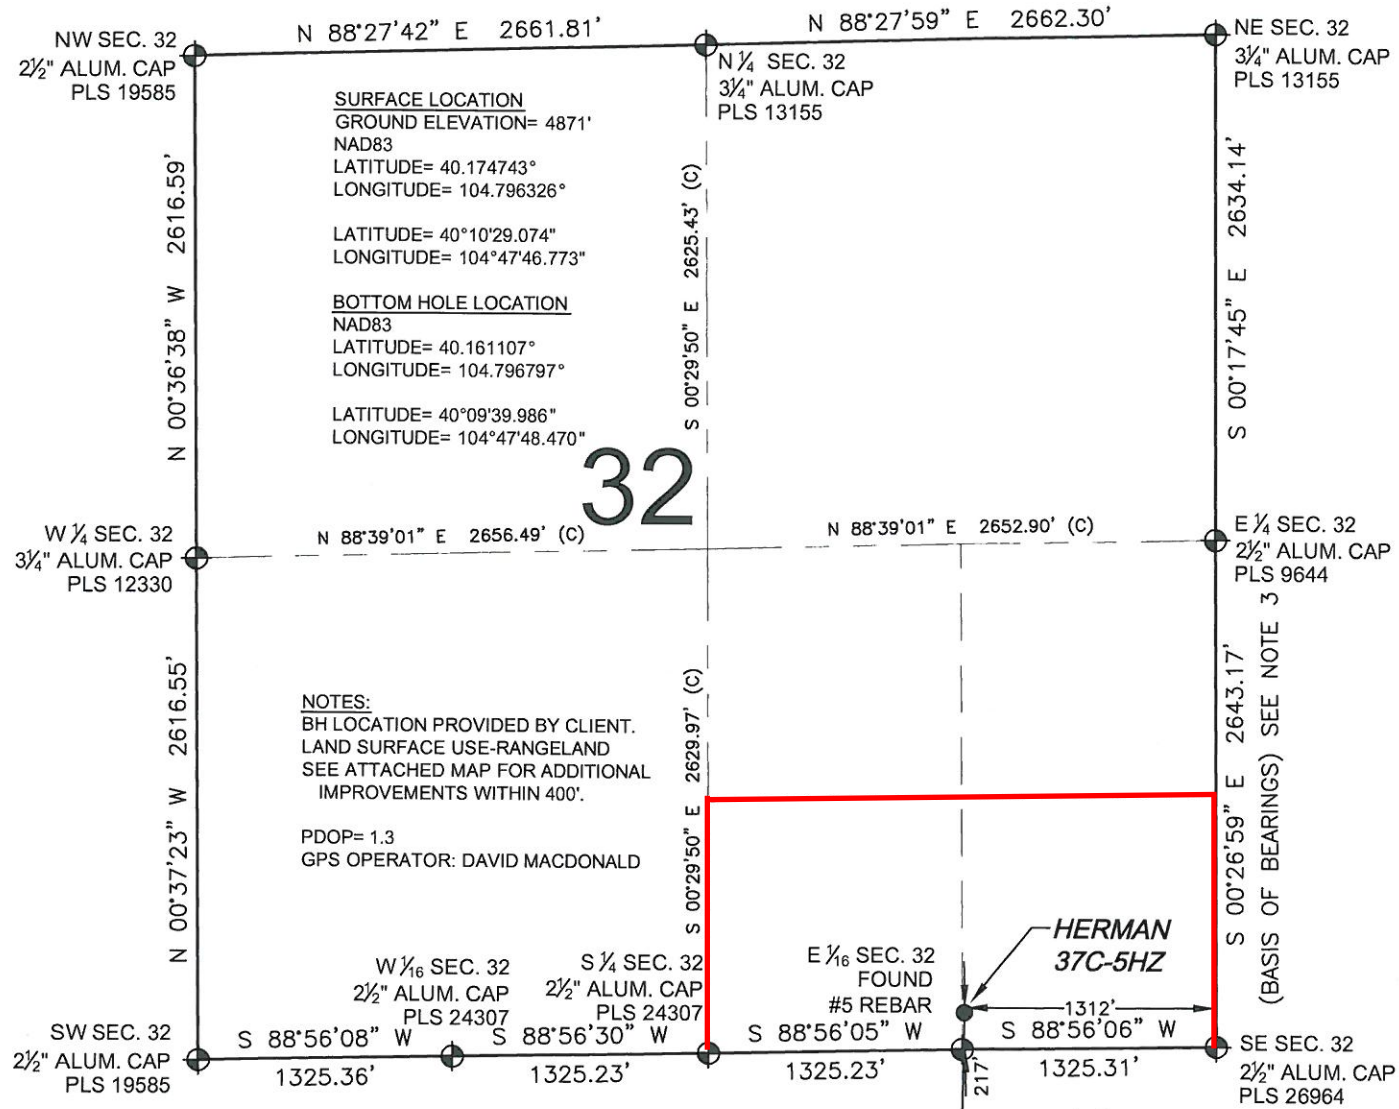 N 88°27'42" E 2661.81'
N 88°27'59" E 2662.30'
NW SEC. 32
2½" ALUM. CAP
PLS 19585
N ¼ SEC. 32
3¼" ALUM. CAP
PLS 13155
NE SEC. 32
3¼" ALUM. CAP
PLS 13155
SURFACE LOCATION
GROUND ELEVATION= 4871'
NAD83
LATITUDE= 40.174743°
LONGITUDE= 104.796326°
LATITUDE= 40°10'29.074"
LONGITUDE= 104°47'46.773"
BOTTOM HOLE LOCATION
NAD83
LATITUDE= 40.161107°
LONGITUDE= 104.796797°
LATITUDE= 40°09'39.986"
LONGITUDE= 104°47'48.470"
N 00°36'38" W 2616.59'
S 00°29'50" E 2625.43' (C)
S 00°17'45" E 2634.14'
32
W ¼ SEC. 32
3¼" ALUM. CAP
PLS 12330
N 88°39'01" E 2656.49' (C)
N 88°39'01" E 2652.90' (C)
E ¼ SEC. 32
2½" ALUM. CAP
PLS 9644
N 00°37'23" W 2616.55'
NOTES:
BH LOCATION PROVIDED BY CLIENT.
LAND SURFACE USE-RANGELAND
SEE ATTACHED MAP FOR ADDITIONAL
IMPROVEMENTS WITHIN 400'.
PDOP= 1.3
GPS OPERATOR: DAVID MACDONALD
S 00°29'50" E 2629.97' (C)
S 00°26'59" E 2643.17'
(BASIS OF BEARINGS) SEE NOTE 3
HERMAN
37C-5HZ
W 1⁄16 SEC. 32
2½" ALUM. CAP
PLS 24307
S ¼ SEC. 32
2½" ALUM. CAP
PLS 24307
E 1⁄16 SEC. 32
FOUND
#5 REBAR
1312'
SW SEC. 32
2½" ALUM. CAP
PLS 19585
S 88°56'08" W
1325.36'
S 88°56'30" W
1325.23'
S 88°56'05" W
1325.23'
217'
S 88°56'06" W
1325.31'
SE SEC. 32
2½" ALUM. CAP
PLS 26964